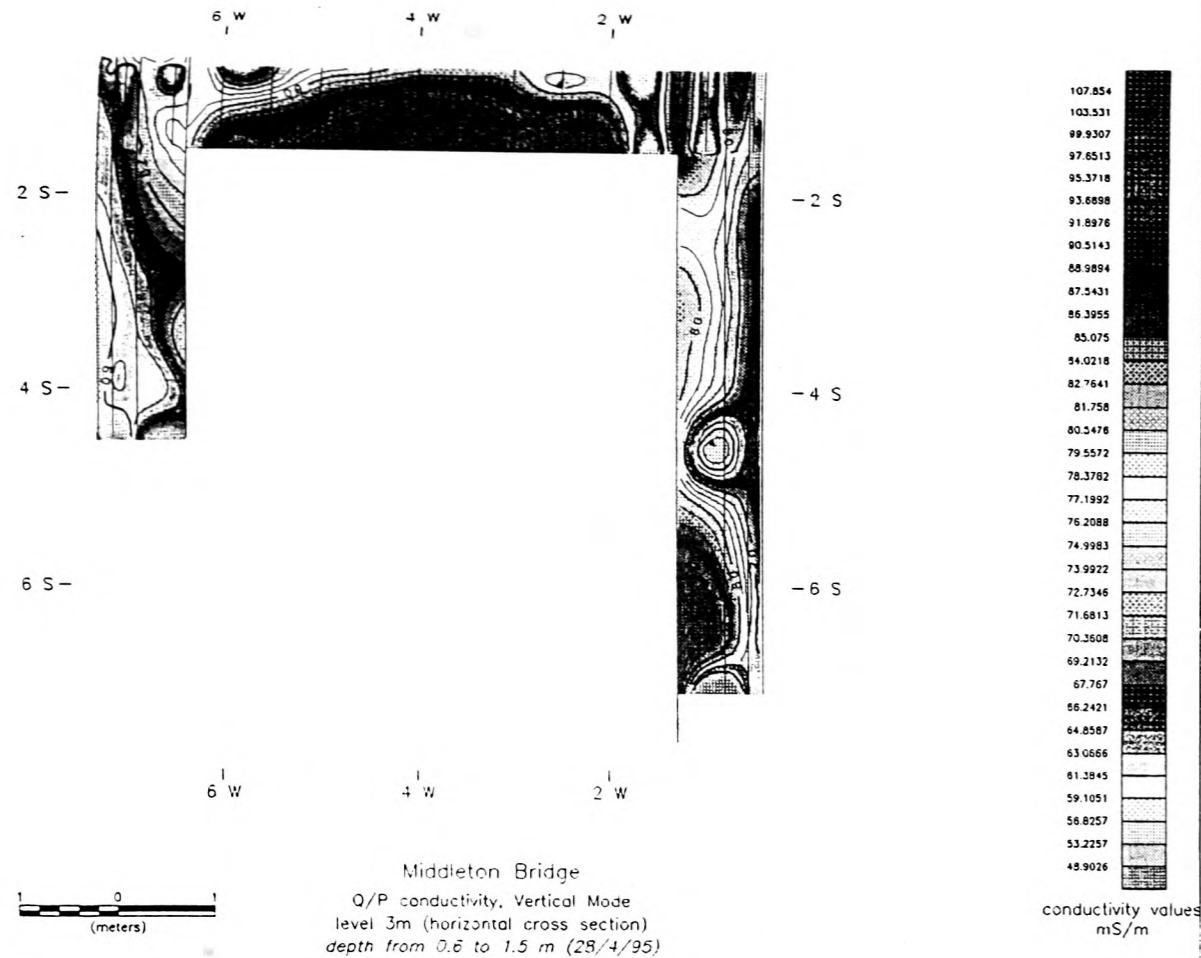 6 W 4 W 2 W
2 S
4 S
6 S
2 S
4 S
6 S
80
80
60
80
6 W 4 W 2 W
107.854
103.531
99.9307
97.6513
95.3718
93.6898
91.8976
90.5143
88.9894
87.5431
86.3955
85.075
84.0218
82.7641
81.758
80.5476
79.5572
78.3762
77.1992
76.2088
74.9983
73.9922
72.7346
71.6813
70.3608
69.2132
67.767
66.2421
64.8587
63.0666
61.3845
59.1051
56.8257
53.2257
48.9026
conductivity values
mS/m
1 0 1
(meters)
Middleton Bridge
Q/P conductivity, Vertical Mode
level 3m (horizontal cross section)
depth from 0.6 to 1.5 m (28/4/95)